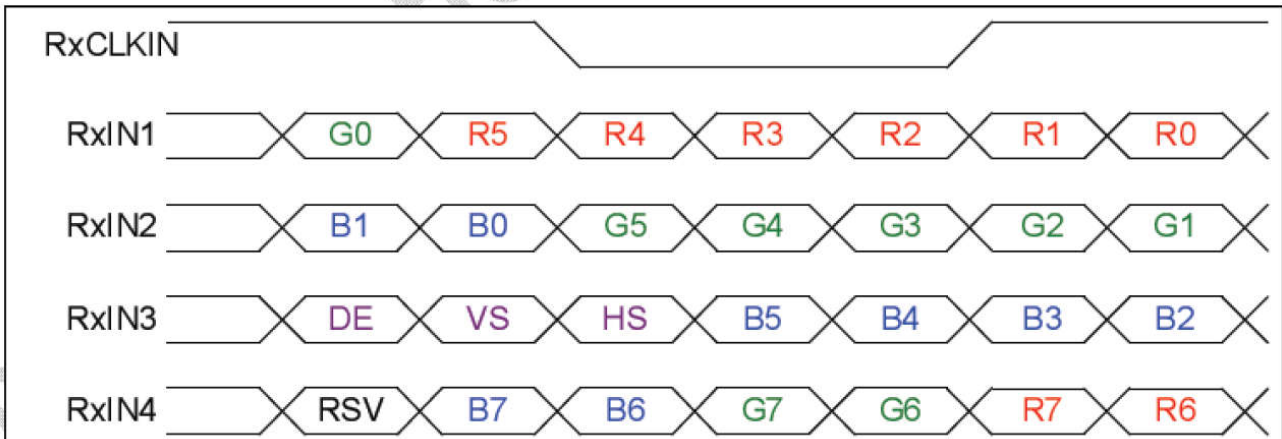 RxCLKIN
RxIN1 G0 R5 R4 R3 R2 R1 R0
RxIN2 B1 B0 G5 G4 G3 G2 G1
RxIN3 DE VS HS B5 B4 B3 B2
RxIN4 RSV B7 B6 G7 G6 R7 R6